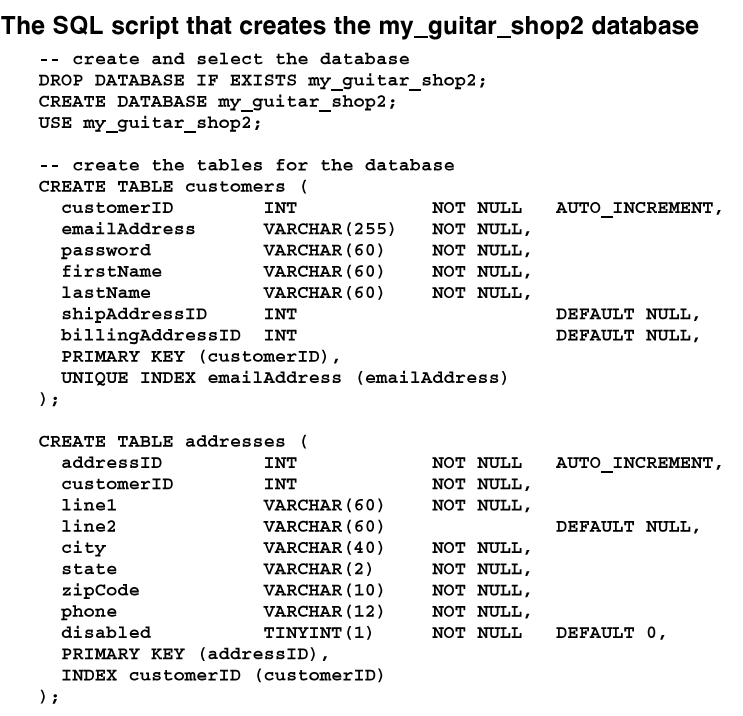 The SQL script that creates the my_guitar_shop2 database
-- create and select the database
DROP DATABASE IF EXISTS my_guitar_shop2;
CREATE DATABASE my_guitar_shop2;
USE my_guitar_shop2;
-- create the tables for the database
CREATE TABLE customers (
customerID INT NOT NULL AUTO_INCREMENT,
emailAddress VARCHAR(255) NOT NULL,
password VARCHAR(60) NOT NULL,
firstName VARCHAR(60) NOT NULL,
lastName VARCHAR(60) NOT NULL,
shipAddressID INT DEFAULT NULL,
billingAddressID INT DEFAULT NULL,
PRIMARY KEY (customerID),
UNIQUE INDEX emailAddress (emailAddress)
);
CREATE TABLE addresses (
addressID INT NOT NULL AUTO_INCREMENT,
customerID INT NOT NULL,
line1 VARCHAR(60) NOT NULL,
line2 VARCHAR(60) DEFAULT NULL,
city VARCHAR(40) NOT NULL,
state VARCHAR(2) NOT NULL,
zipCode VARCHAR(10) NOT NULL,
phone VARCHAR(12) NOT NULL,
disabled TINYINT(1) NOT NULL DEFAULT 0,
PRIMARY KEY (addressID),
INDEX customerID (customerID)
);